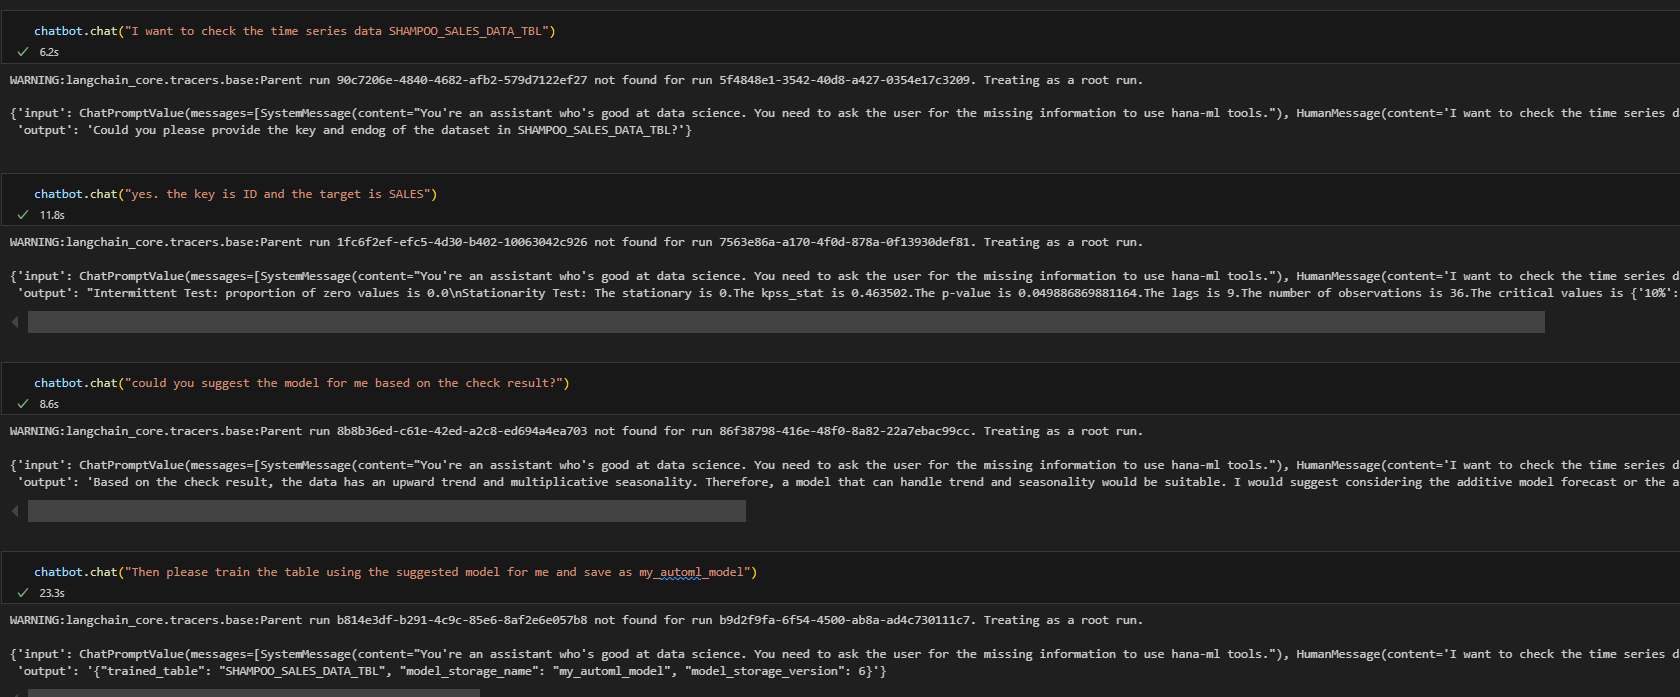 chatbot.chat("I want to check the time series data SHAMPOO_SALES_DATA_TBL")
6.2s
WARNING:langchain_core.tracers.base:Parent run 90c7206e-4840-4682-afb2-579d7122ef27 not found for run 5f4848e1-3542-40d8-a427-0354e17c3209. Treating as a root run.
{'input': ChatPromptValue(messages=[SystemMessage(content="You're an assistant who's good at data science. You need to ask the user for the missing information to use hana-ml tools."), HumanMessage(content='I want to check the time series d
'output': 'Could you please provide the key and endog of the dataset in SHAMPOO_SALES_DATA_TBL?'}
chatbot.chat("yes. the key is ID and the target is SALES")
11.8s
WARNING:langchain_core.tracers.base:Parent run 1fc6f2ef-efc5-4d30-b402-10063042c926 not found for run 7563e86a-a170-4f0d-878a-0f13930def81. Treating as a root run.
{'input': ChatPromptValue(messages=[SystemMessage(content="You're an assistant who's good at data science. You need to ask the user for the missing information to use hana-ml tools."), HumanMessage(content='I want to check the time series d
'output': "Intermittent Test: proportion of zero values is 0.0\nStationarity Test: The stationary is 0.The kpss_stat is 0.463502.The p-value is 0.049886869881164.The lags is 9.The number of observations is 36.The critical values is {'10%':
chatbot.chat("could you suggest the model for me based on the check result?")
8.6s
WARNING:langchain_core.tracers.base:Parent run 8b8b36ed-c61e-42ed-a2c8-ed694a4ea703 not found for run 86f38798-416e-48f0-8a82-22a7ebac99cc. Treating as a root run.
{'input': ChatPromptValue(messages=[SystemMessage(content="You're an assistant who's good at data science. You need to ask the user for the missing information to use hana-ml tools."), HumanMessage(content='I want to check the time series d
'output': 'Based on the check result, the data has an upward trend and multiplicative seasonality. Therefore, a model that can handle trend and seasonality would be suitable. I would suggest considering the additive model forecast or the a
chatbot.chat("Then please train the table using the suggested model for me and save as my_automl_model")
23.3s
WARNING:langchain_core.tracers.base:Parent run b814e3df-b291-4c9c-85e6-8af2e6e057b8 not found for run b9d2f9fa-6f54-4500-ab8a-ad4c730111c7. Treating as a root run.
{'input': ChatPromptValue(messages=[SystemMessage(content="You're an assistant who's good at data science. You need to ask the user for the missing information to use hana-ml tools."), HumanMessage(content='I want to check the time series d
'output': '{"trained_table": "SHAMPOO_SALES_DATA_TBL", "model_storage_name": "my_automl_model", "model_storage_version": 6}'}